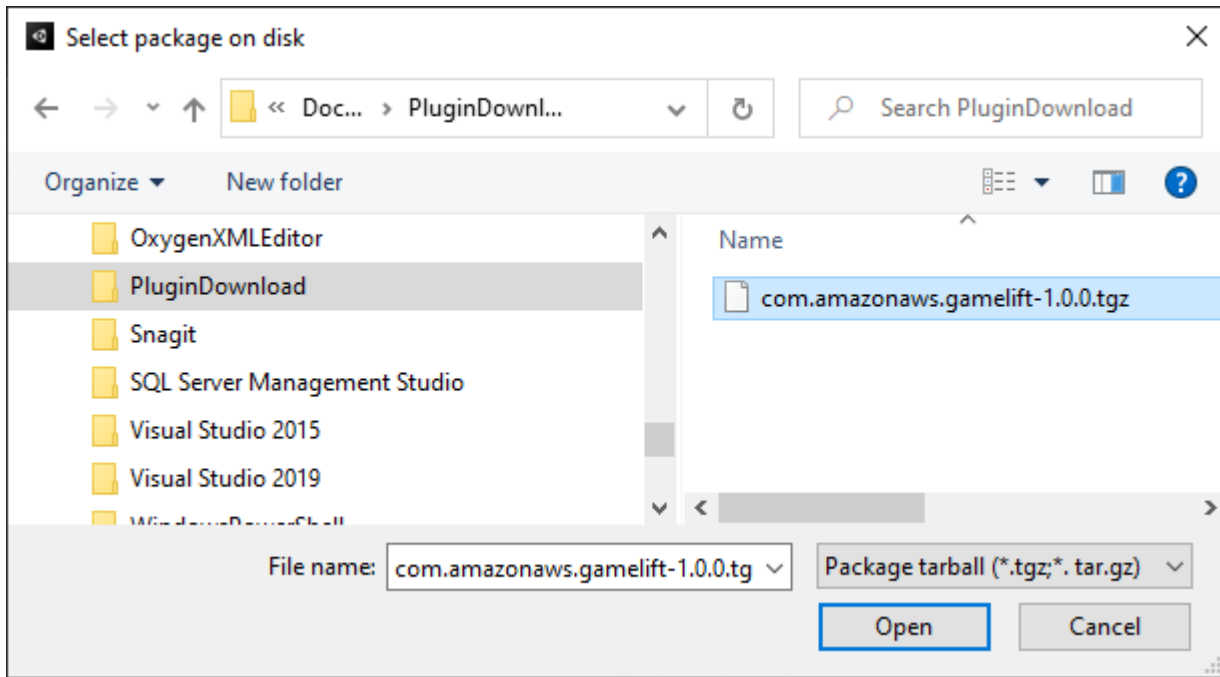 Select package on disk
« Doc... › PluginDownl...
Search PluginDownload
Organize
New folder
?
OxygenXMLEditor
PluginDownload
Snagit
SQL Server Management Studio
Visual Studio 2015
Visual Studio 2019
WindowsPowerShell
Name
com.amazonaws.gamelift-1.0.0.tgz
File name:
com.amazonaws.gamelift-1.0.0.tg
Package tarball (*.tgz;*. tar.gz)
Open
Cancel